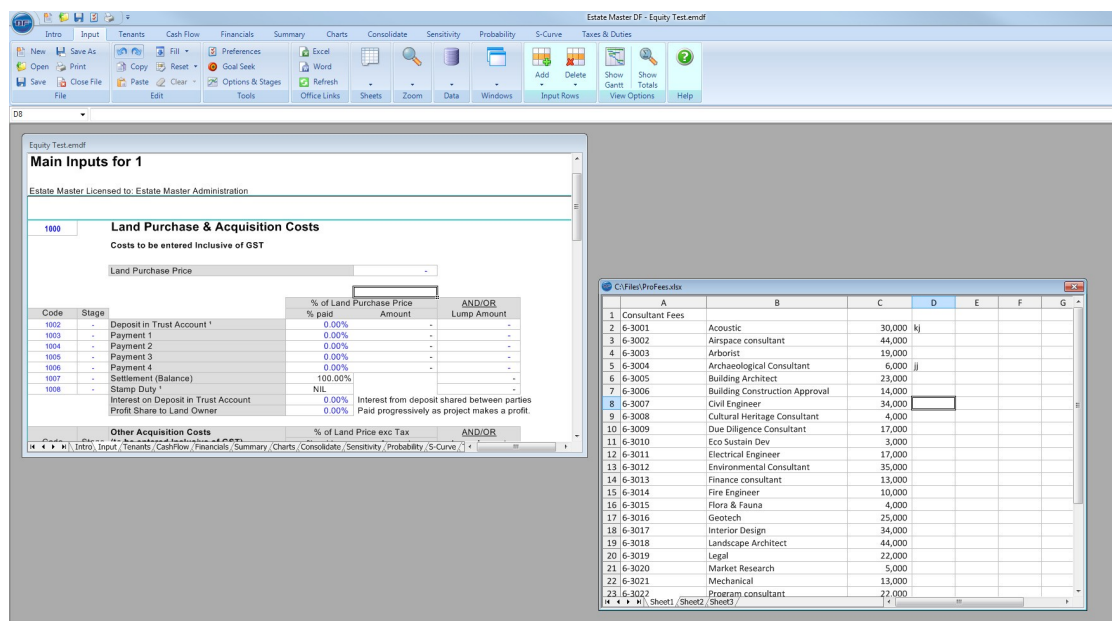 DF+
Estate Master DF - Equity Test.emdf
Intro Input Tenants Cash Flow Financials Summary Charts Consolidate Sensitivity Probability S-Curve Taxes & Duties
New Save As Fill Preferences Excel
Open Print Copy Reset Goal Seek Word Add Delete Show Show
Save Close File Paste Clear Options & Stages Refresh Gantt Totals
File Edit Tools Office Links Sheets Zoom Data Windows Input Rows View Options Help
D8
Equity Test.emdf
Main Inputs for 1
Estate Master Licensed to: Estate Master Administration
1000 Land Purchase & Acquisition Costs
Costs to be entered Inclusive of GST
Land Purchase Price -
% of Land Purchase Price AND/OR
Code Stage % paid Amount Lump Amount
1002 - Deposit in Trust Account ¹ 0.00% - -
1003 - Payment 1 0.00% - -
1004 - Payment 2 0.00% - -
1005 - Payment 3 0.00% - -
1006 - Payment 4 0.00% - -
1007 - Settlement (Balance) 100.00% -
1008 - Stamp Duty ¹ NIL -
Interest on Deposit in Trust Account 0.00% Interest from deposit shared between parties
Profit Share to Land Owner 0.00% Paid progressively as project makes a profit.
Other Acquisition Costs % of Land Price exc Tax AND/OR
Code Stage (to be entered Inclusive of GST)
Intro Input Tenants CashFlow Financials Summary Charts Consolidate Sensitivity Probability S-Curve
C:\Files\ProFees.xlsx
A B C D E F G
1 Consultant Fees
2 6-3001 Acoustic 30,000 kj
3 6-3002 Airspace consultant 44,000
4 6-3003 Arborist 19,000
5 6-3004 Archaeological Consultant 6,000 jj
6 6-3005 Building Architect 23,000
7 6-3006 Building Construction Approval 14,000
8 6-3007 Civil Engineer 34,000
9 6-3008 Cultural Heritage Consultant 4,000
10 6-3009 Due Diligence Consultant 31,000
11 6-3010 Eco Sustain Dev 3,000
12 6-3011 Electrical Engineer 17,000
13 6-3012 Environmental Consultant 35,000
14 6-3013 Finance consultant 13,000
15 6-3014 Fire Engineer 10,000
16 6-3015 Flora & Fauna 4,000
17 6-3016 Geotech 25,000
18 6-3017 Interior Design 34,000
19 6-3018 Landscape Architect 44,000
20 6-3019 Legal 22,000
21 6-3020 Market Research 5,000
22 6-3021 Mechanical 13,000
23 6-3022 Program consultant 22,000
Sheet1 Sheet2 Sheet3